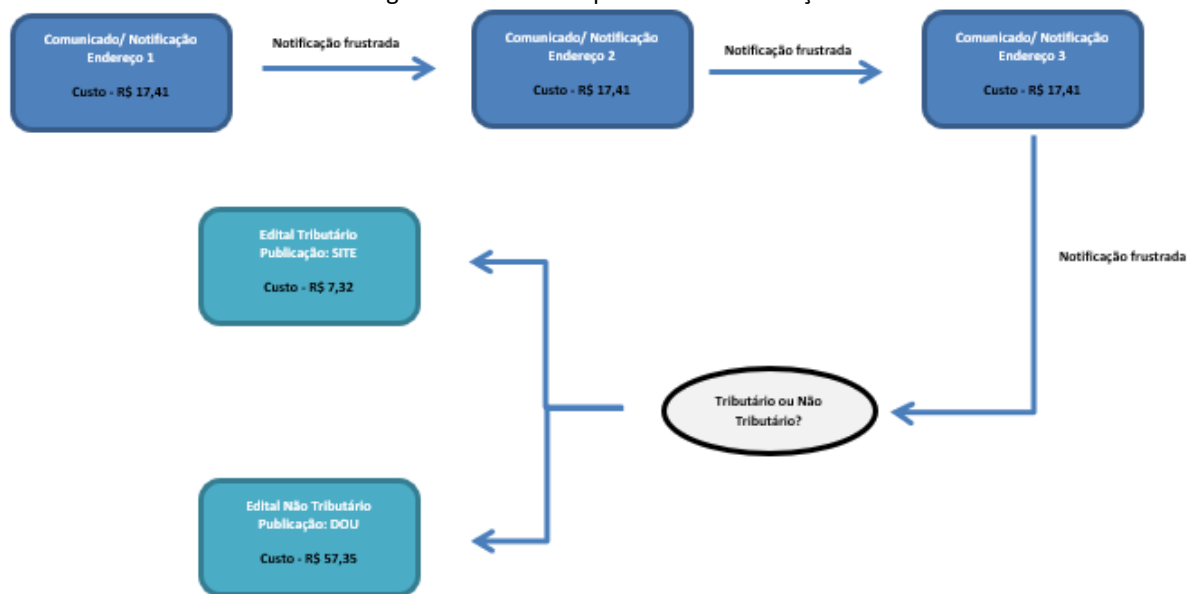 Comunicado/ Notificação
Endereço 1
Custo - R$ 17,41
Notificação frustrada
Comunicado/ Notificação
Endereço 2
Custo - R$ 17,41
Notificação frustrada
Comunicado/ Notificação
Endereço 3
Custo - R$ 17,41
Notificação frustrada
Edital Tributário
Publicação: SITE
Custo - R$ 7,32
Tributário ou Não
Tributário?
Edital Não Tributário
Publicação: DOU
Custo - R$ 57,35